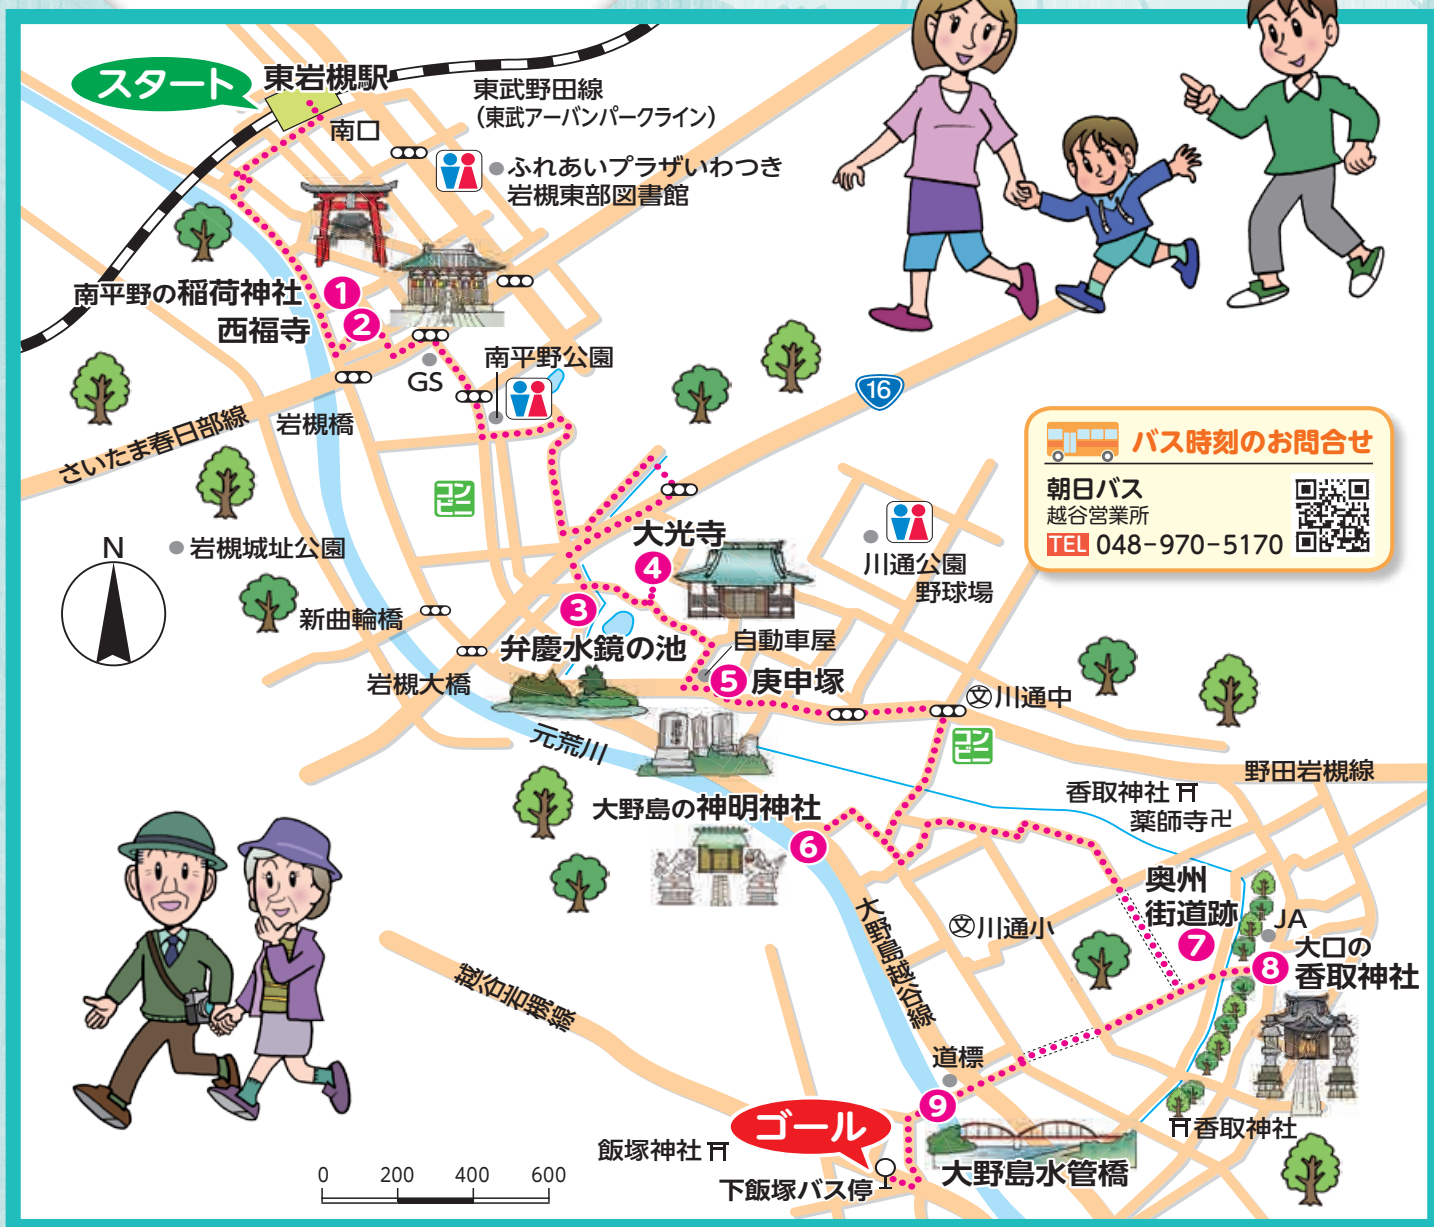 スタート
東岩槻駅
南口
東武野田線
(東武アーバンパークライン)
ふれあいプラザいわつき
岩槻東部図書館
南平野の稲荷神社
1
西福寺
2
GS
南平野公園
16
岩槻橋
さいたま春日部線
コンビニ
バス時刻のお問合せ
朝日バス
越谷営業所
TEL 048-970-5170
N
岩槻城址公園
大光寺
4
川通公園
野球場
新曲輪橋
3
弁慶水鏡の池
自動車屋
岩槻大橋
5
庚申塚
文川通中
コンビニ
元荒川
野田岩槻線
香取神社
薬師寺卍
大野島の神明神社
6
奥州
街道跡
7
JA
大口の
香取神社
8
文川通小
大野島越谷線
越谷岩槻線
道標
9
ゴール
香取神社
飯塚神社
大野島水管橋
下飯塚バス停
0 200 400 600